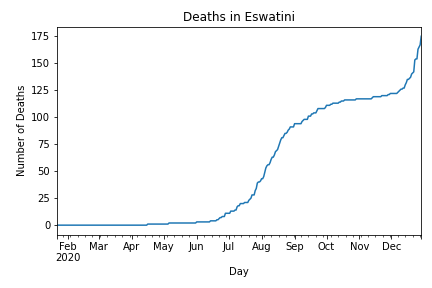 Deaths in Eswatini
175
150
125
100
75
50
25
0
Number of Deaths
Feb Mar Apr May Jun Jul Aug Sep Oct Nov Dec
2020
Day